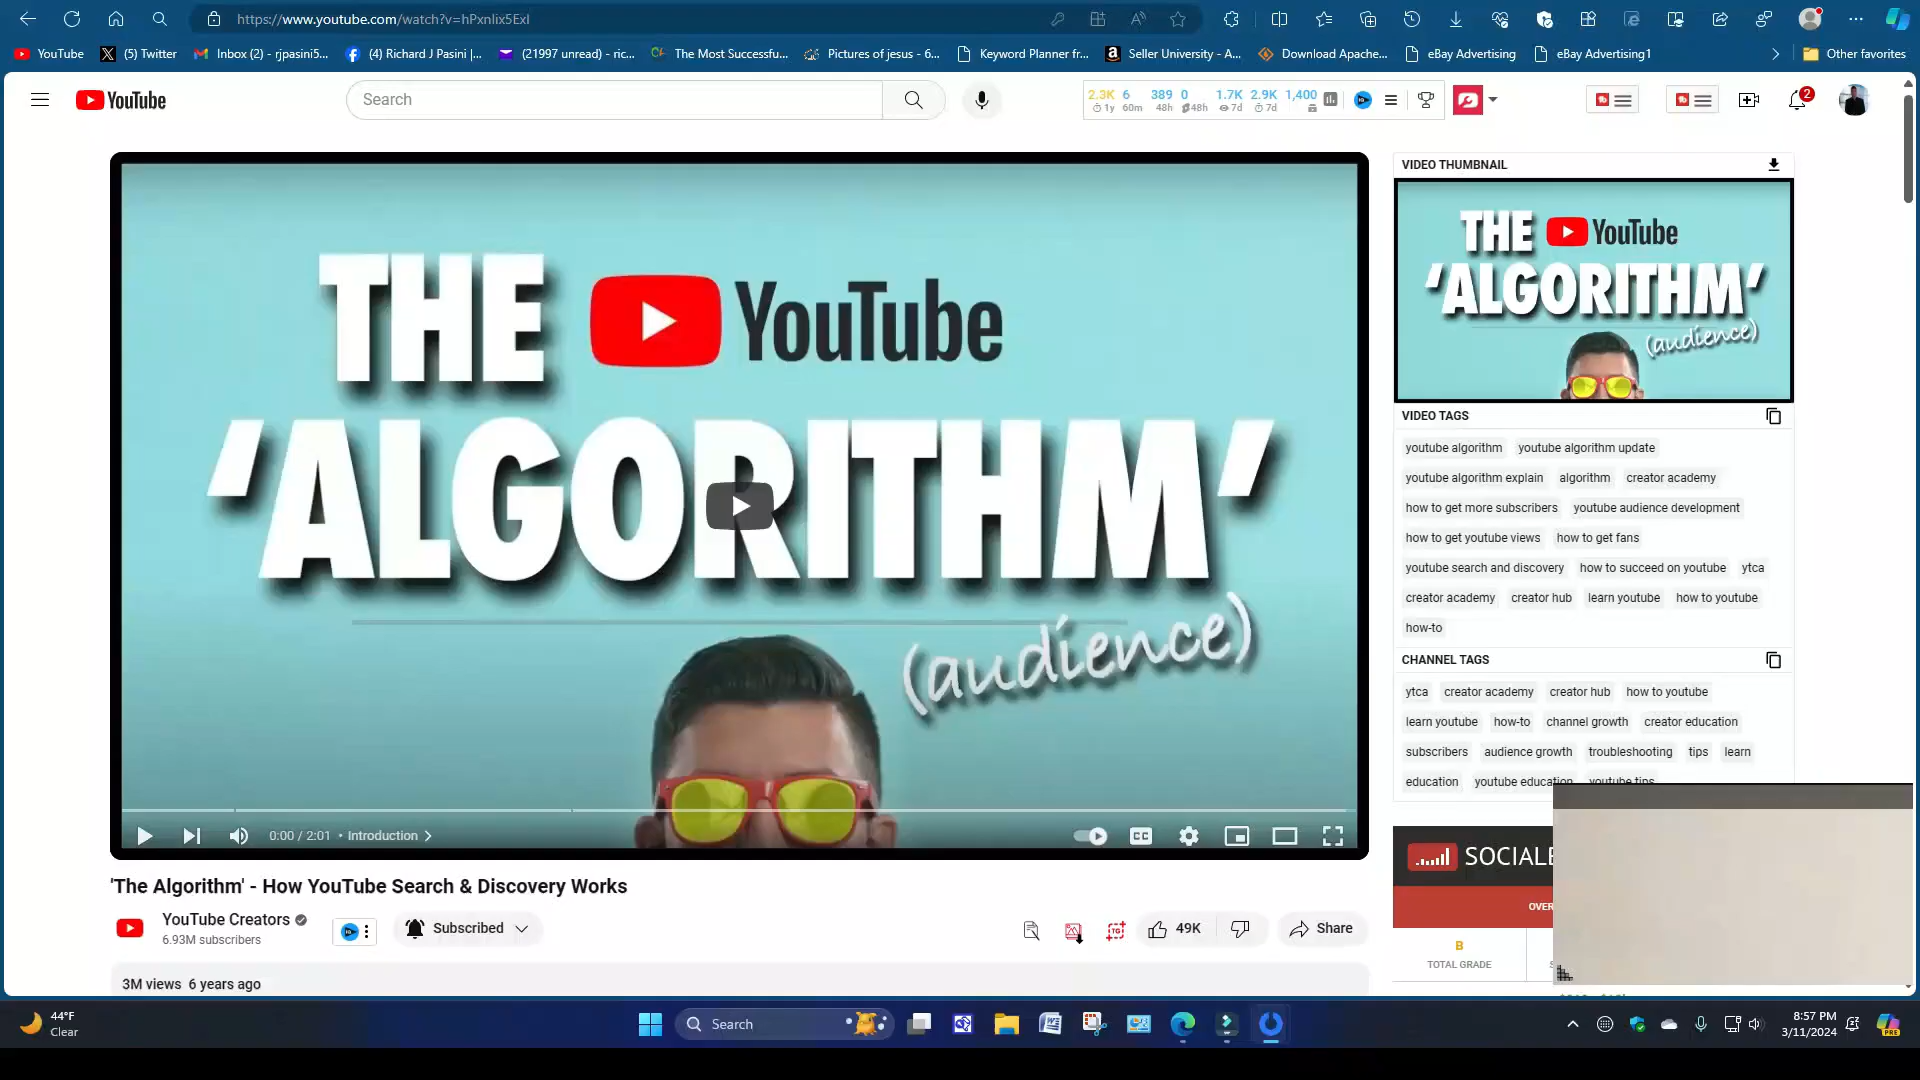 https://www.youtube.com/watch?v=hPxnIix5ExI
YouTube
(5) Twitter
Inbox (2) - rjpasini5...
(4) Richard J Pasini |...
(21997 unread) - ric...
The Most Successfu...
Pictures of jesus - 6...
Keyword Planner fr...
Seller University - A...
Download Apache...
eBay Advertising
eBay Advertising1
Other favorites
YouTube
Search
2.3K 6 389 0 1.7K 2.9K 1,400
1y 60m 48h 48h 7d 7d
2
THE YouTube
'ALGORITHM'
(audience)
0:00 / 2:01 • Introduction
'The Algorithm' - How YouTube Search & Discovery Works
YouTube Creators
6.93M subscribers
Subscribed
49K
Share
3M views 6 years ago
VIDEO THUMBNAIL
THE YouTube
'ALGORITHM'
(audience)
VIDEO TAGS
youtube algorithm youtube algorithm update
youtube algorithm explain algorithm creator academy
how to get more subscribers youtube audience development
how to get youtube views how to get fans
youtube search and discovery how to succeed on youtube ytca
creator academy creator hub learn youtube how to youtube
how-to
CHANNEL TAGS
ytca creator academy creator hub how to youtube
learn youtube how-to channel growth creator education
subscribers audience growth troubleshooting tips learn
education youtube education youtube tips
SOCIALB
OVER
B
TOTAL GRADE
44°F
Clear
Search
8:57 PM
3/11/2024